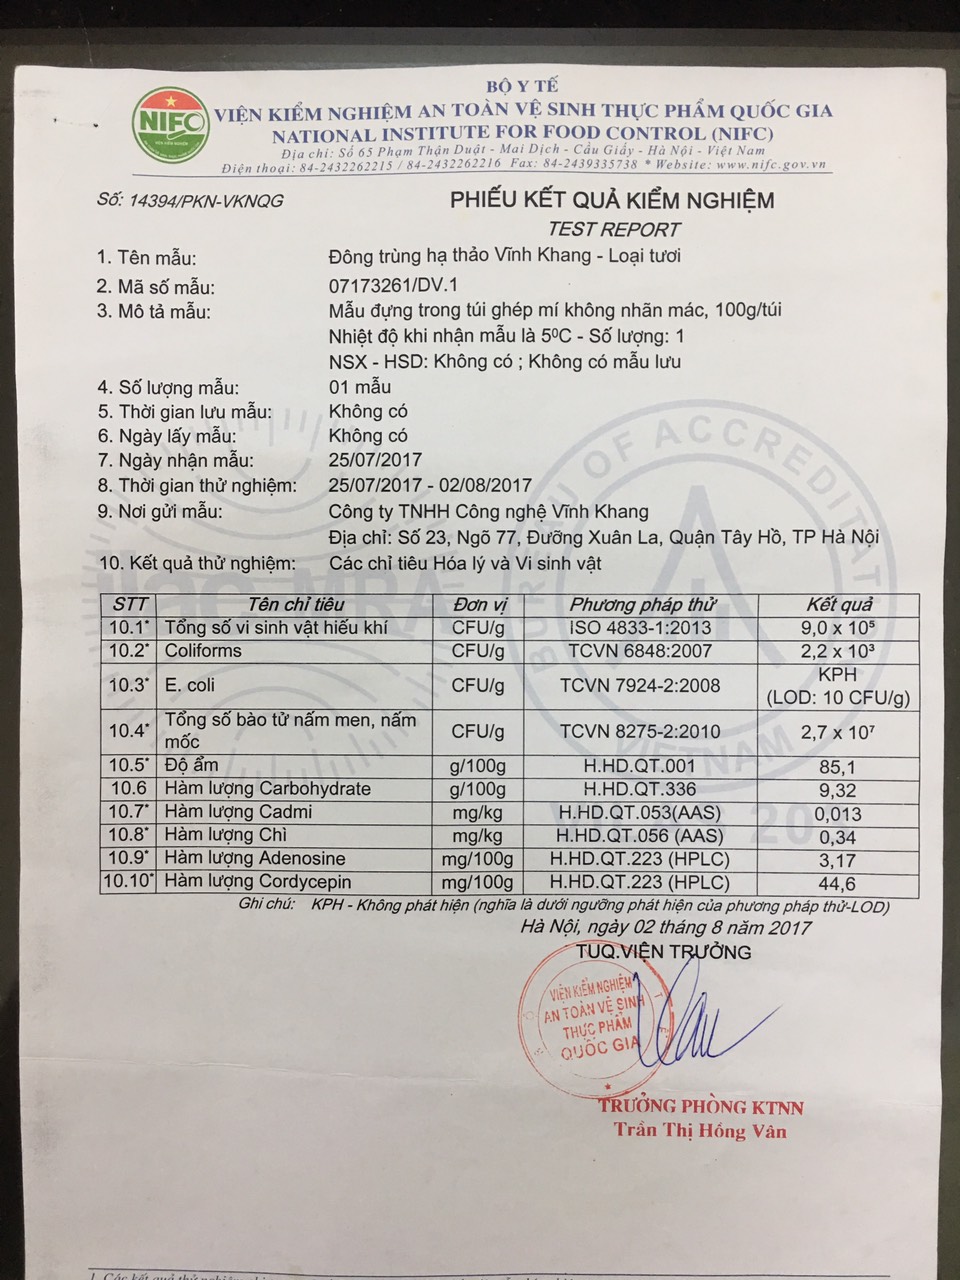 BỘ Y TẾ
NIFC
VIỆN KIỂM NGHIỆM AN TOÀN VỆ SINH THỰC PHẨM QUỐC GIA
NATIONAL INSTITUTE FOR FOOD CONTROL (NIFC)
Địa chỉ: Số 65 Phạm Thận Duật - Mai Dịch - Cầu Giấy - Hà Nội - Việt Nam
Điện thoại: 84-2432262215 / 84-2432262216 Fax: 84-2439335738 * Website: www.nifc.gov.vn
Số: 14394/PKN-VKNQG
PHIẾU KẾT QUẢ KIỂM NGHIỆM
TEST REPORT
1. Tên mẫu: Đông trùng hạ thảo Vĩnh Khang - Loại tươi
2. Mã số mẫu: 07173261/DV.1
3. Mô tả mẫu: Mẫu đựng trong túi ghép mí không nhãn mác, 100g/túi
Nhiệt độ khi nhận mẫu là 5⁰C - Số lượng: 1
NSX - HSD: Không có ; Không có mẫu lưu
4. Số lượng mẫu: 01 mẫu
5. Thời gian lưu mẫu: Không có
6. Ngày lấy mẫu: Không có
7. Ngày nhận mẫu: 25/07/2017
8. Thời gian thử nghiệm: 25/07/2017 - 02/08/2017
9. Nơi gửi mẫu: Công ty TNHH Công nghệ Vĩnh Khang
Địa chỉ: Số 23, Ngõ 77, Đường Xuân La, Quận Tây Hồ, TP Hà Nội
10. Kết quả thử nghiệm: Các chỉ tiêu Hóa lý và Vi sinh vật
BUREAU OF ACCREDITATION
VIETNAM
ILAC-MRA
STT Tên chỉ tiêu Đơn vị Phương pháp thử Kết quả
10.1* Tổng số vi sinh vật hiếu khí CFU/g ISO 4833-1:2013 9,0 x 10⁵
10.2* Coliforms CFU/g TCVN 6848:2007 2,2 x 10³
10.3* E. coli CFU/g TCVN 7924-2:2008 KPH
(LOD: 10 CFU/g)
10.4* Tổng số bào tử nấm men, nấm
mốc CFU/g TCVN 8275-2:2010 2,7 x 10⁷
10.5* Độ ẩm g/100g H.HD.QT.001 85,1
10.6 Hàm lượng Carbohydrate g/100g H.HD.QT.336 9,32
10.7* Hàm lượng Cadmi mg/kg H.HD.QT.053(AAS) 0,013
10.8* Hàm lượng Chì mg/kg H.HD.QT.056 (AAS) 0,34
10.9* Hàm lượng Adenosine mg/100g H.HD.QT.223 (HPLC) 3,17
10.10* Hàm lượng Cordycepin mg/100g H.HD.QT.223 (HPLC) 44,6
Ghi chú: KPH - Không phát hiện (nghĩa là dưới ngưỡng phát hiện của phương pháp thử-LOD)
Hà Nội, ngày 02 tháng 8 năm 2017
TUQ.VIỆN TRƯỞNG
VIỆN KIỂM NGHIỆM
AN TOÀN VỆ SINH
THỰC PHẨM
QUỐC GIA
TRƯỞNG PHÒNG KTNN
Trần Thị Hồng Vân